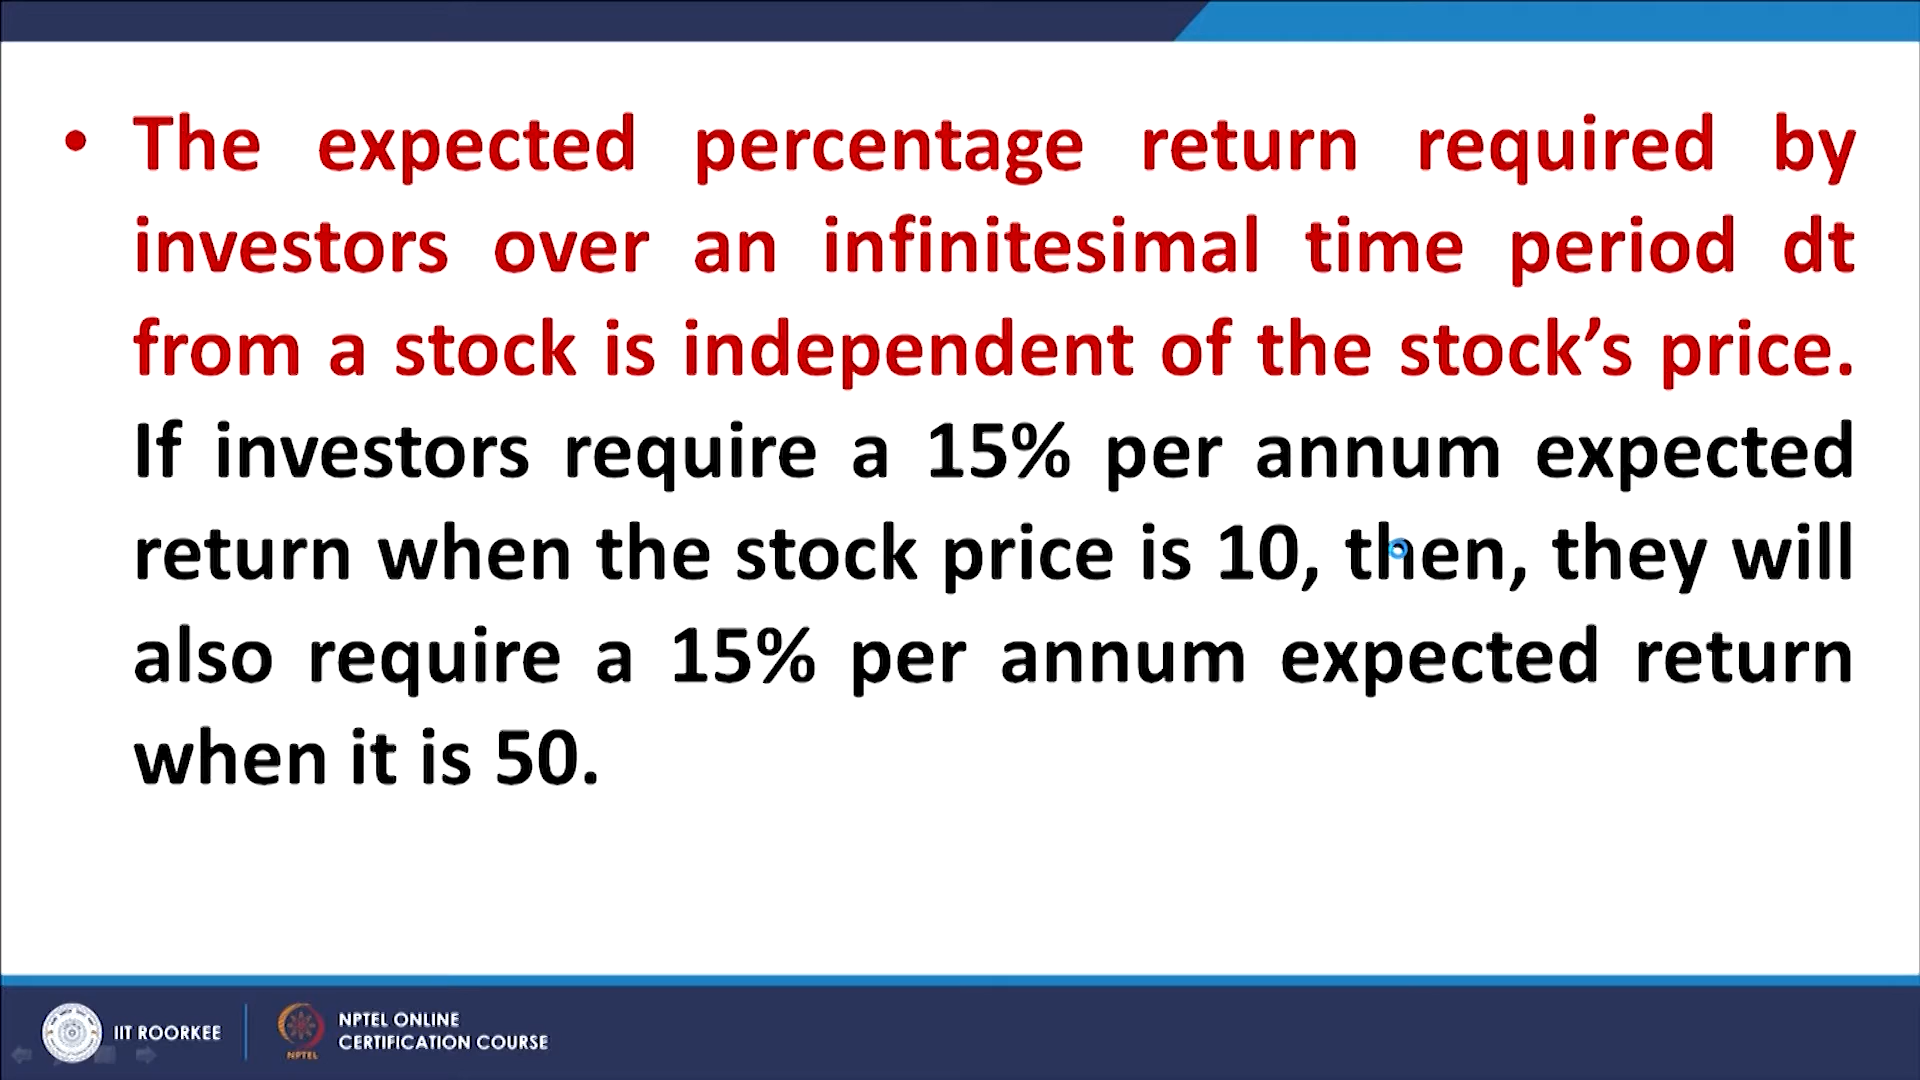 • The expected percentage return required by
investors over an infinitesimal time period dt
from a stock is independent of the stock’s price.
If investors require a 15% per annum expected
return when the stock price is 10, then, they will
also require a 15% per annum expected return
when it is 50.
IIT ROORKEE
NPTEL
NPTEL ONLINE
CERTIFICATION COURSE